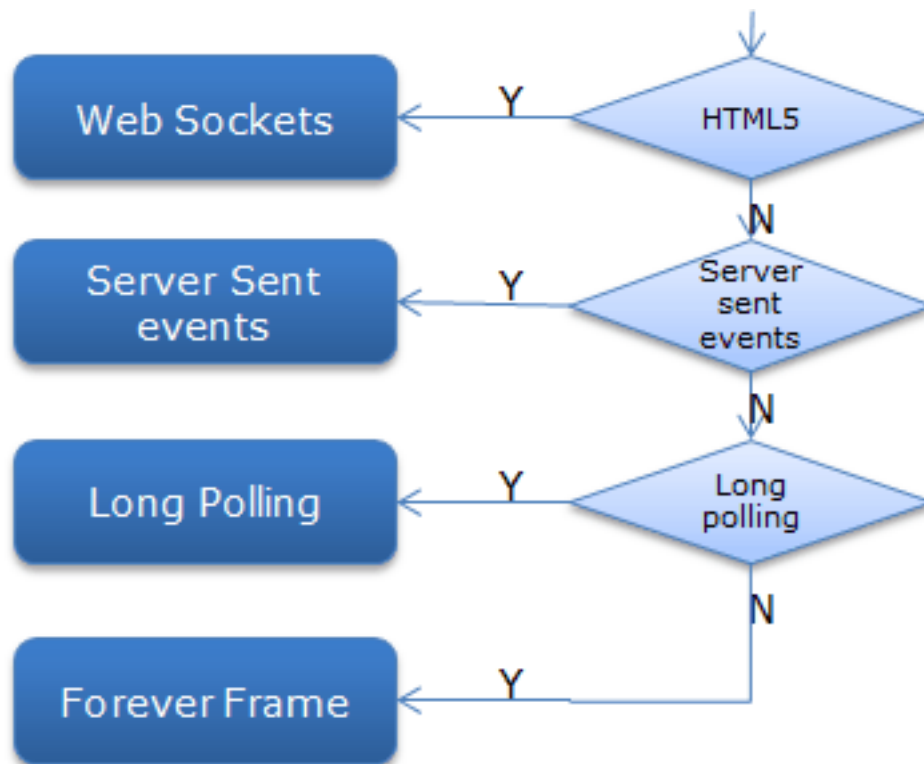 Web Sockets
Y
HTML5
N
Server Sent
events
Y
Server
sent
events
N
Long Polling
Y
Long
polling
N
Forever Frame
Y